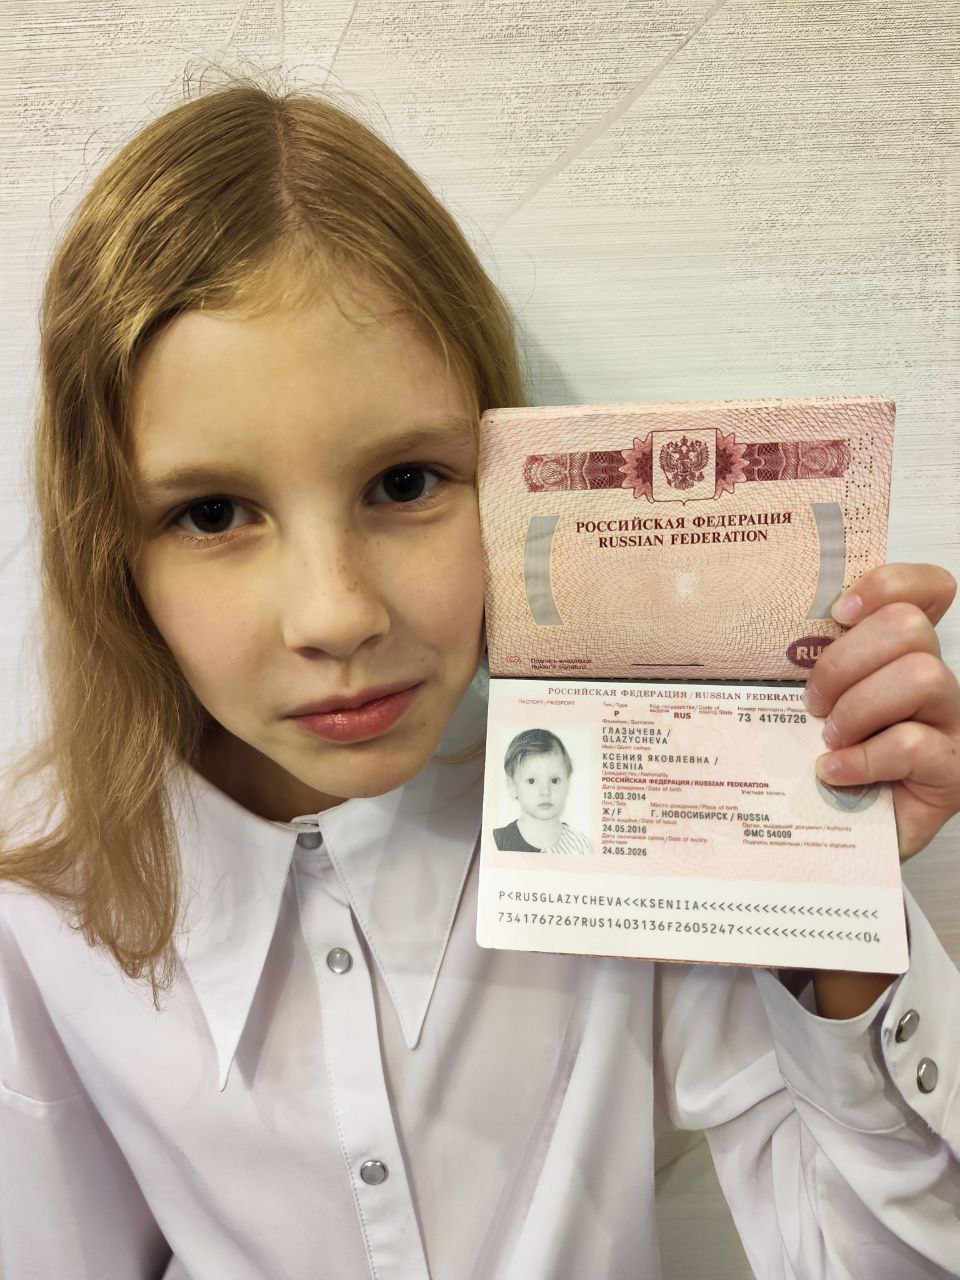 РОССИЙСКАЯ ФЕДЕРАЦИЯ
RUSSIAN FEDERATION
RUS
Подпись владельца
Holder's signature
РОССИЙСКАЯ ФЕДЕРАЦИЯ / RUSSIAN FEDERATIO
ПАСПОРТ/PASSPORT
Тип / Type Код государства / Code of Номер паспорта / Passpo
выдачи issuing State
P RUS 73 4176726
Фамилия / Surname
ГЛАЗЫЧЕВА /
GLAZYCHEVA
Имя / Given names
КСЕНИЯ ЯКОВЛЕВНА /
KSENIIA
Гражданство / Nationality
РОССИЙСКАЯ ФЕДЕРАЦИЯ / RUSSIAN FEDERATION
Дата рождения / Date of birth Учетная запись
13.03.2014
Пол / Sex Место рождения / Place of birth
Ж / F Г. НОВОСИБИРСК / RUSSIA
Дата выдачи / Date of issue Орган, выдавший документ / Authority
24.05.2016 ФМС 54009
Дата окончания срока / Date of expiry Подпись владельца / Holder's signature
действия
24.05.2026
P<RUSGLAZYCHEVA<<KSENIIA<<<<<<<<<<<<<<<<<<<<
7341767267RUS1403136F2605247<<<<<<<<<<<<<<04